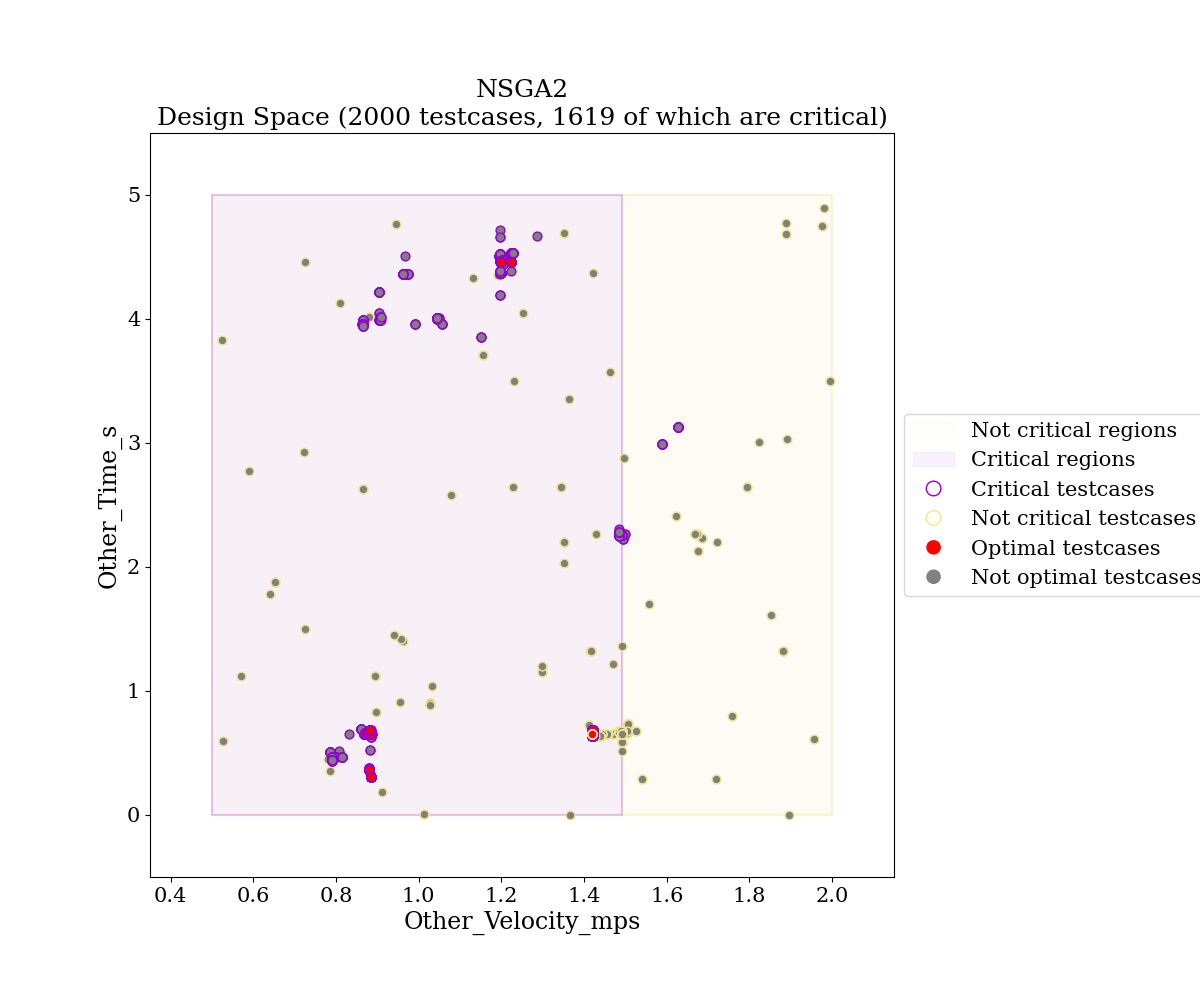 NSGA2
Design Space (2000 testcases, 1619 of which are critical)
5
4
3
2
1
0
Other_Time_s
0.4 0.6 0.8 1.0 1.2 1.4 1.6 1.8 2.0
Other_Velocity_mps
Not critical regions
Critical regions
Critical testcases
Not critical testcases
Optimal testcases
Not optimal testcases